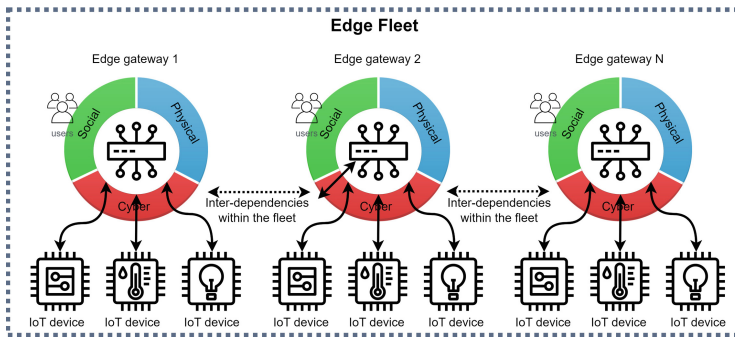 Edge Fleet
Edge gateway 1
Edge gateway 2
Edge gateway N
users
Social
Physical
Cyber
users
Social
Physical
Cyber
users
Social
Physical
Cyber
Inter-dependencies
within the fleet
Inter-dependencies
within the fleet
IoT device
IoT device
IoT device
IoT device
IoT device
IoT device
IoT device
IoT device
IoT device